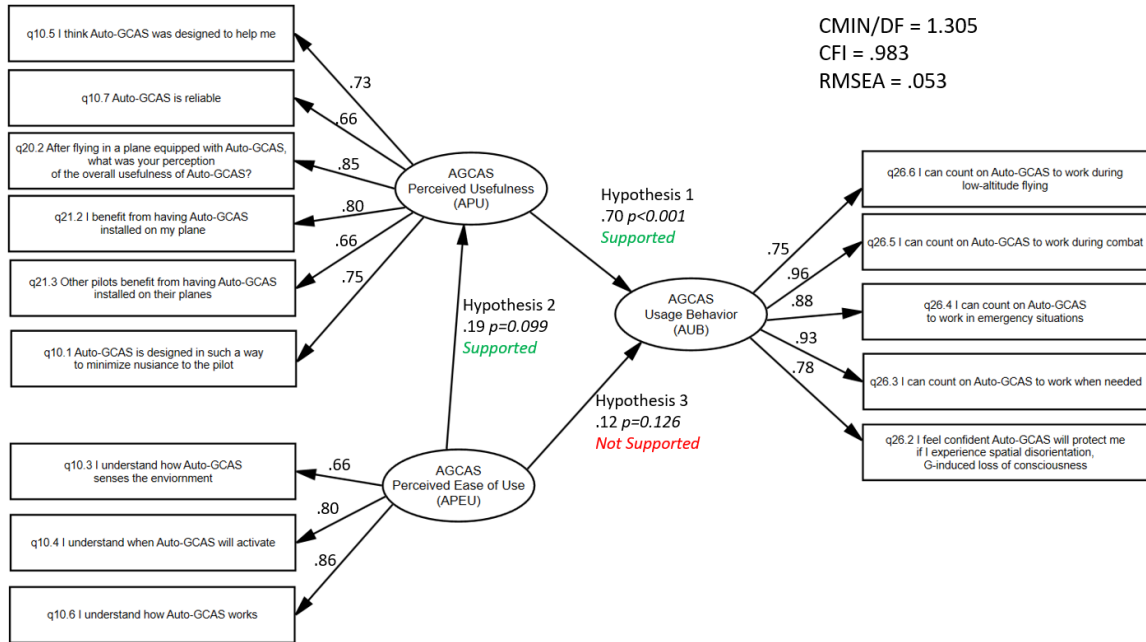 CMIN/DF = 1.305
CFI = .983
RMSEA = .053
q10.5 I think Auto-GCAS was designed to help me
q10.7 Auto-GCAS is reliable
q20.2 After flying in a plane equipped with Auto-GCAS,
what was your perception
of the overall usefulness of Auto-GCAS?
q21.2 I benefit from having Auto-GCAS
installed on my plane
q21.3 Other pilots benefit from having Auto-GCAS
installed on their planes
q10.1 Auto-GCAS is designed in such a way
to minimize nusiance to the pilot
.73
.66
.85
.80
.66
.75
AGCAS
Perceived Usefulness
(APU)
Hypothesis 1
.70 p<0.001
Supported
Hypothesis 2
.19 p=0.099
Supported
AGCAS
Usage Behavior
(AUB)
.75
.96
.88
.93
.78
q26.6 I can count on Auto-GCAS to work during
low-altitude flying
q26.5 I can count on Auto-GCAS to work during combat
q26.4 I can count on Auto-GCAS
to work in emergency situations
q26.3 I can count on Auto-GCAS to work when needed
q26.2 I feel confident Auto-GCAS will protect me
if I experience spatial disorientation,
G-induced loss of consciousness
Hypothesis 3
.12 p=0.126
Not Supported
q10.3 I understand how Auto-GCAS
senses the enviornment
q10.4 I understand when Auto-GCAS will activate
q10.6 I understand how Auto-GCAS works
.66
.80
.86
AGCAS
Perceived Ease of Use
(APEU)